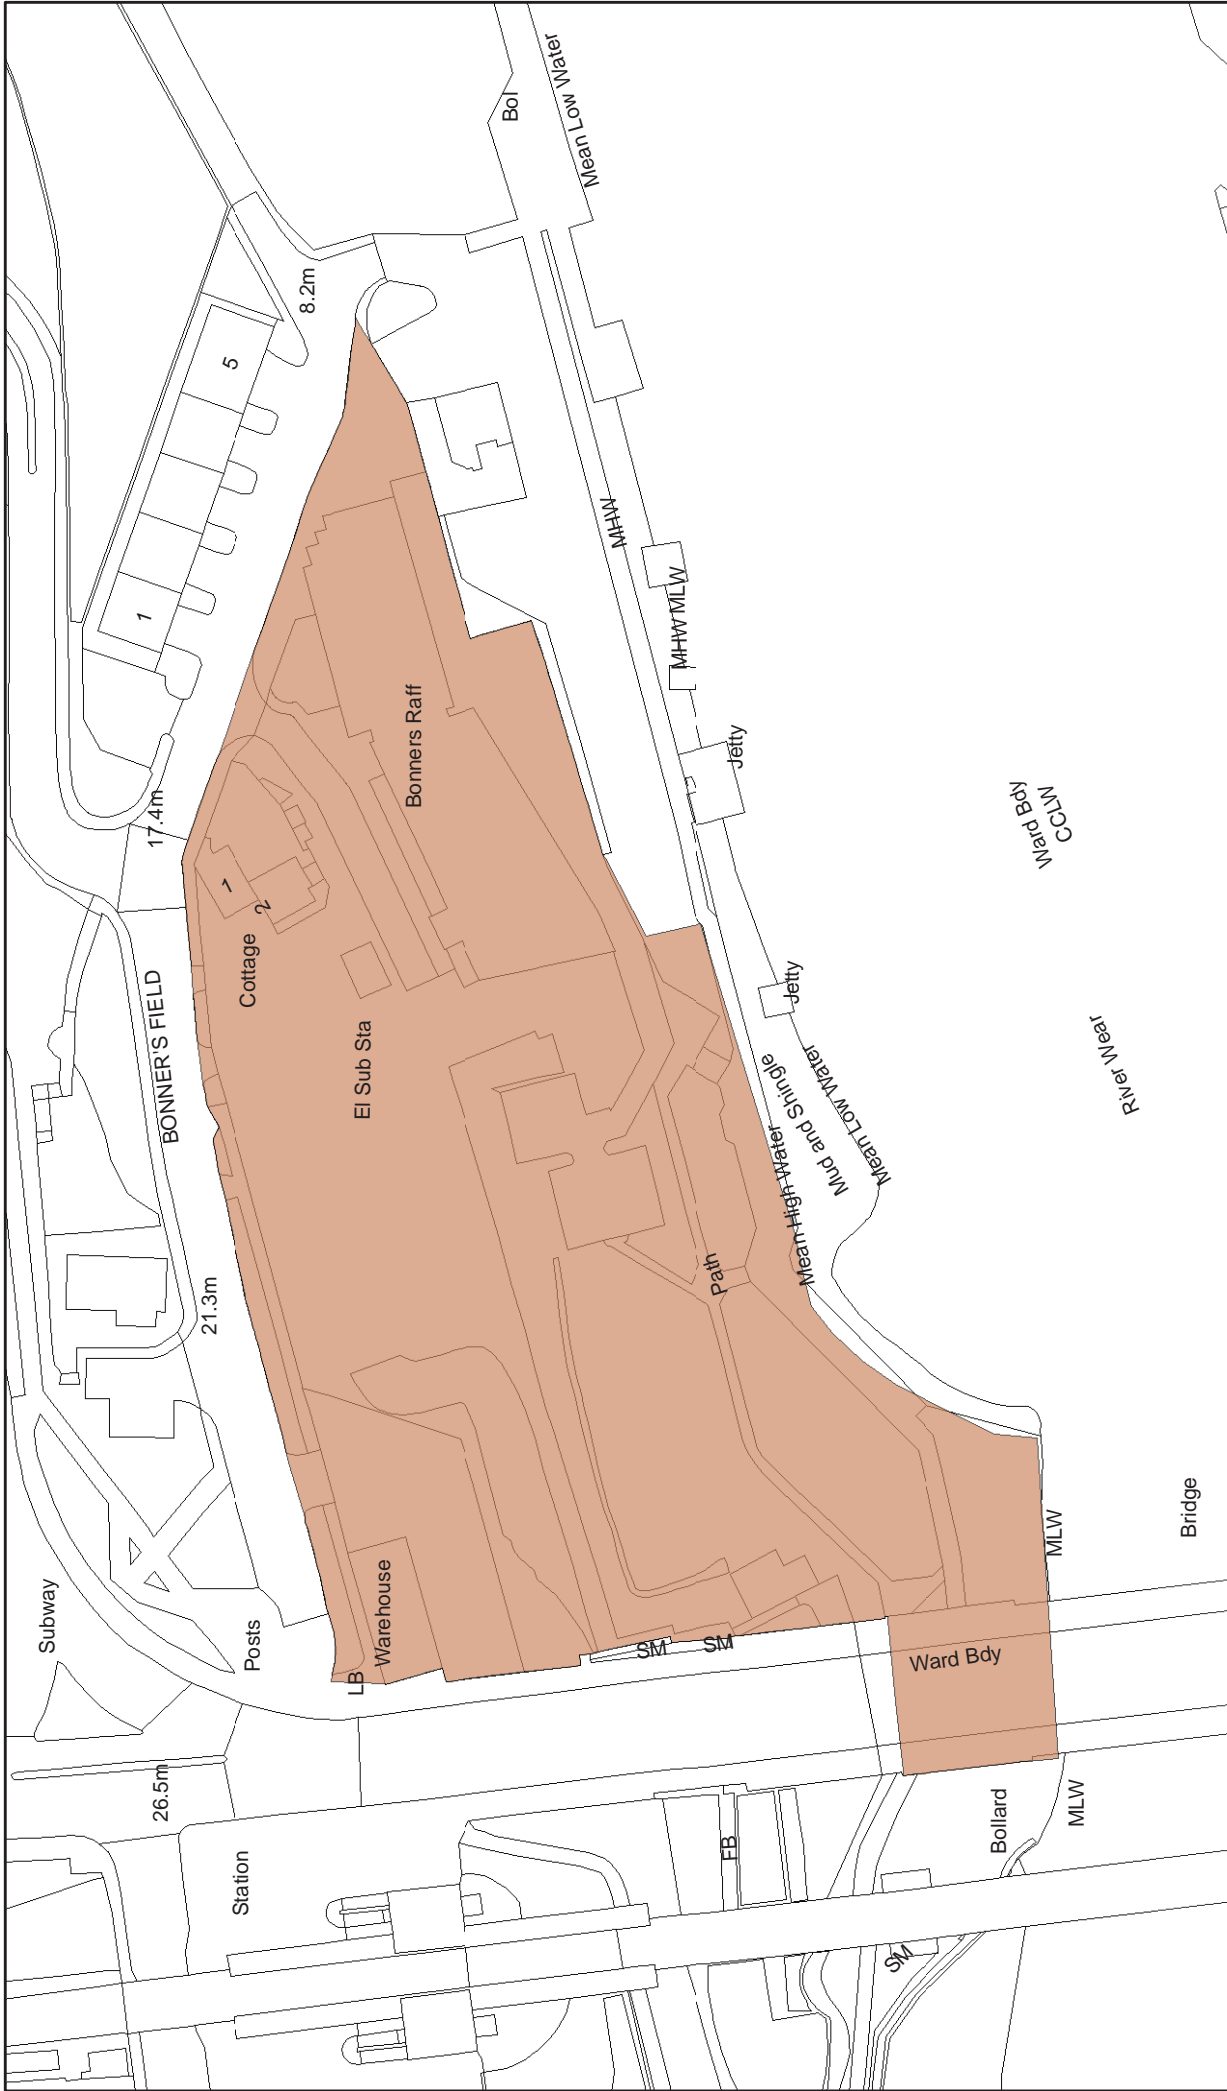 Mean Low Water
Bol
8.2m
5
1
MHW
MHW MLW
Jetty
Bonners Raff
17.4m
1
2
Cottage
BONNER'S FIELD
El Sub Sta
Jetty
Ward Bdy
CCLW
River Wear
Mean Low Water
Mud and Shingle
Mean High Water
Path
21.3m
Subway
Posts
Warehouse
LB
SM
SM
MLW
Bridge
Ward Bdy
26.5m
Station
FB
Bollard
MLW
SM